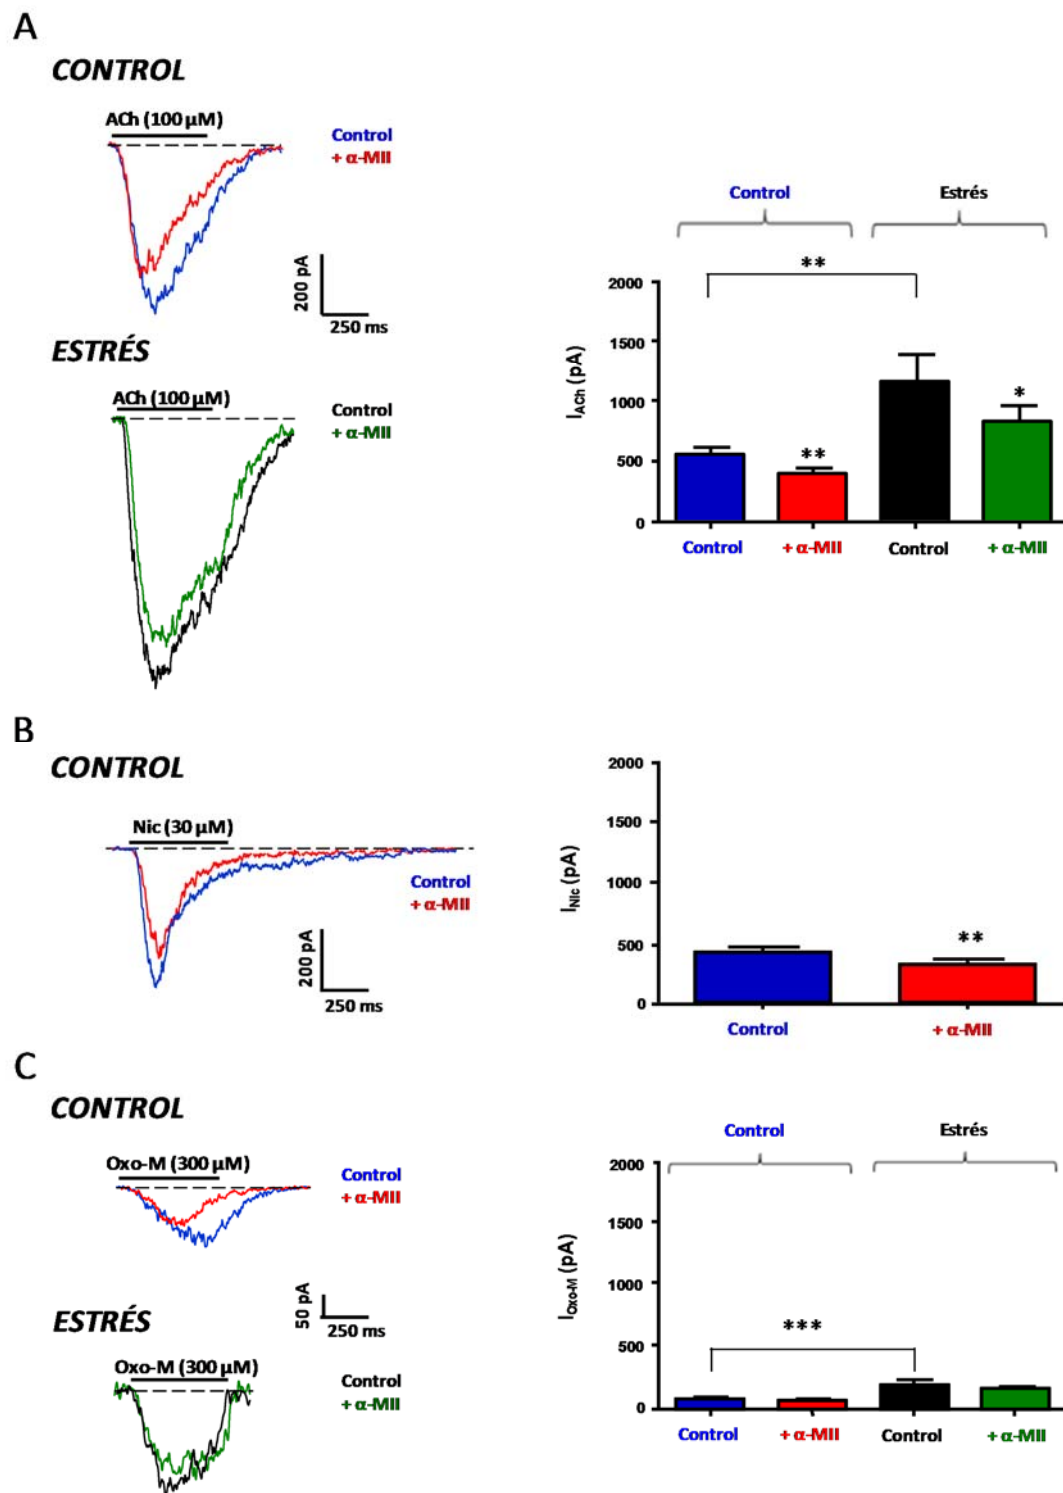 A
CONTROL
ACh (100 µM)
Control
+ α-MII
200 pA
250 ms
ESTRÉS
ACh (100 µM)
Control
+ α-MII
Control
Estrés
**
2000
1500
1000
500
0
I_ACh (pA)
**
*
Control
+ α-MII
Control
+ α-MII
B
CONTROL
Nic (30 µM)
Control
+ α-MII
200 pA
250 ms
2000
1500
1000
500
0
I_Nic (pA)
**
Control
+ α-MII
C
CONTROL
Oxo-M (300 µM)
Control
+ α-MII
50 pA
250 ms
ESTRÉS
Oxo-M (300 µM)
Control
+ α-MII
Control
Estrés
2000
1500
1000
500
0
I_Oxo-M (pA)
***
Control
+ α-MII
Control
+ α-MII